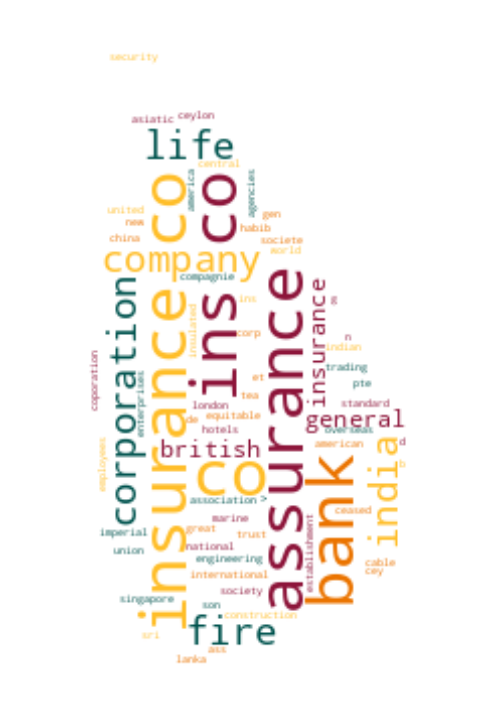 security
asiatic
ceylon
life
central
co
co
america
agencies
united
gen
new
habib
china
societe
world
company
compagnie
corporation
insurance
ins
assurance
insurance
ins
insulated
corp
n
indian
trading
coporation
enterprises
et
pte
tea
london
standard
de
equitable
general
hotels
overseas
british
american
d
india
b
employees
co
bank
association >
ceased
marine
imperial
great
trust
national
union
engineering
establishment
cable
cey
international
society
singapore
son
construction
fire
sri
ass
lanka